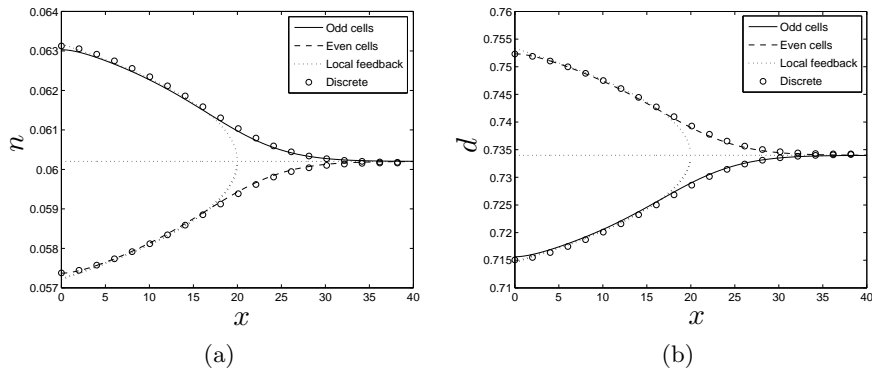 0.063
0.062
0.061
0.06
0.059
0.058
0.057
n
0 5 10 15 20 25 30 35 40
x
Odd cells
Even cells
Local feedback
Discrete
(a)
0.76
0.755
0.75
0.745
0.74
0.735
0.73
0.725
0.72
0.715
0.71
d
0 5 10 15 20 25 30 35 40
x
Odd cells
Even cells
Local feedback
Discrete
(b)